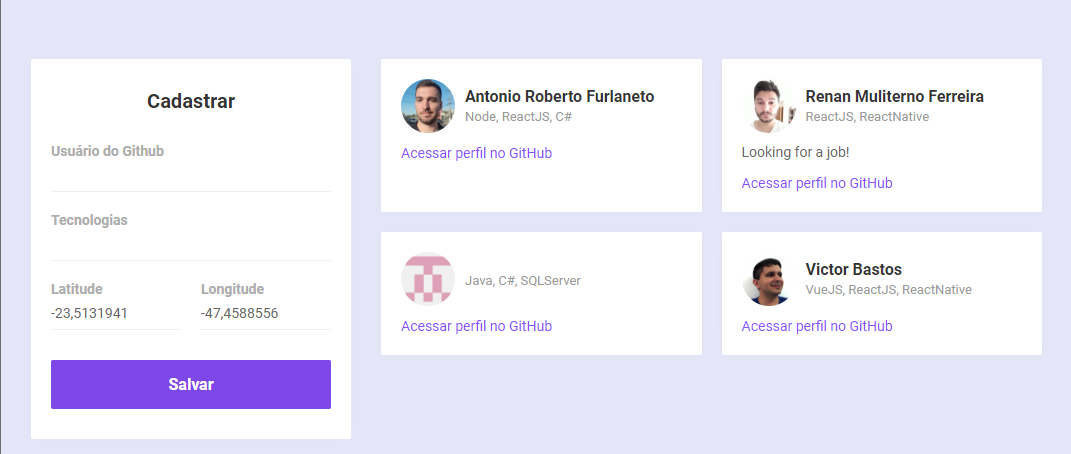 Cadastrar
Usuário do Github
Tecnologias
Latitude
Longitude
-23,5131941
-47,4588556
Salvar
Antonio Roberto Furlaneto
Node, ReactJS, C#
Acessar perfil no GitHub
Renan Muliterno Ferreira
ReactJS, ReactNative
Looking for a job!
Acessar perfil no GitHub
Java, C#, SQLServer
Acessar perfil no GitHub
Victor Bastos
VueJS, ReactJS, ReactNative
Acessar perfil no GitHub